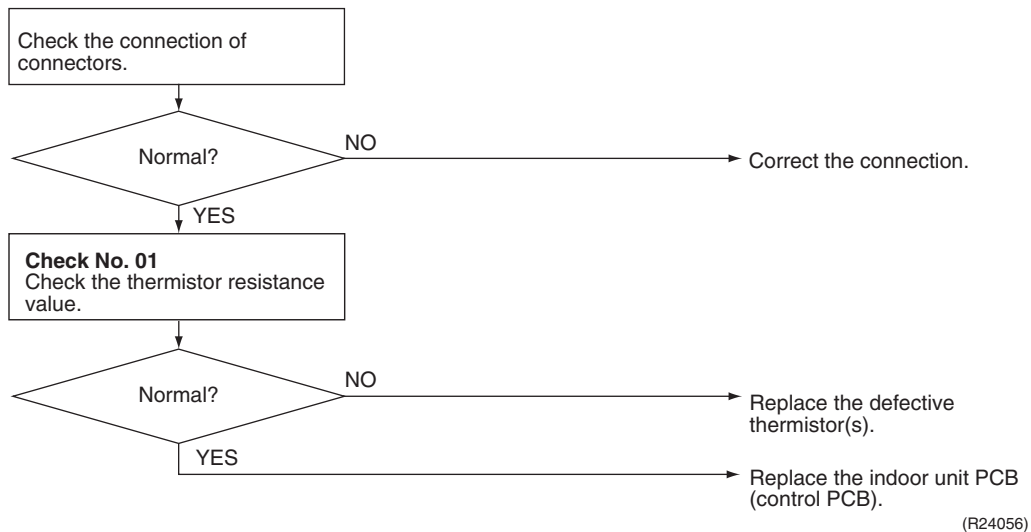 Check the connection of
connectors.
Normal?
NO
Correct the connection.
YES
Check No. 01
Check the thermistor resistance
value.
Normal?
NO
Replace the defective
thermistor(s).
YES
Replace the indoor unit PCB
(control PCB).
(R24056)